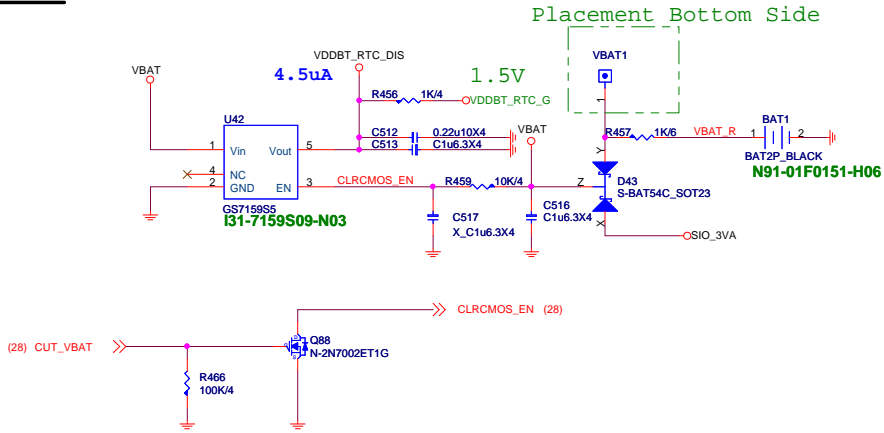 Placement Bottom Side
VDDBT_RTC_DIS
VBAT1
VBAT
4.5uA
1.5V
1
R456
1K/4
VDDBT_RTC_G
U42
C512
0.22u10X4
VBAT
R457
1K/6
VBAT_R
1
BAT1
2
1
Vin
Vout
5
C513
C1u6.3X4
Y
BAT2P_BLACK
N91-01F0151-H06
4
NC
2
GND
EN
3
CLRCMOS_EN
R459
10K/4
Z
D43
S-BAT54C_SOT23
GS7159S5
I31-7159S09-N03
C517
X_C1u6.3X4
C516
C1u6.3X4
X
SIO_3VA
CLRCMOS_EN (28)
(28) CUT_VBAT
Q88
N-2N7002ET1G
R466
100K/4